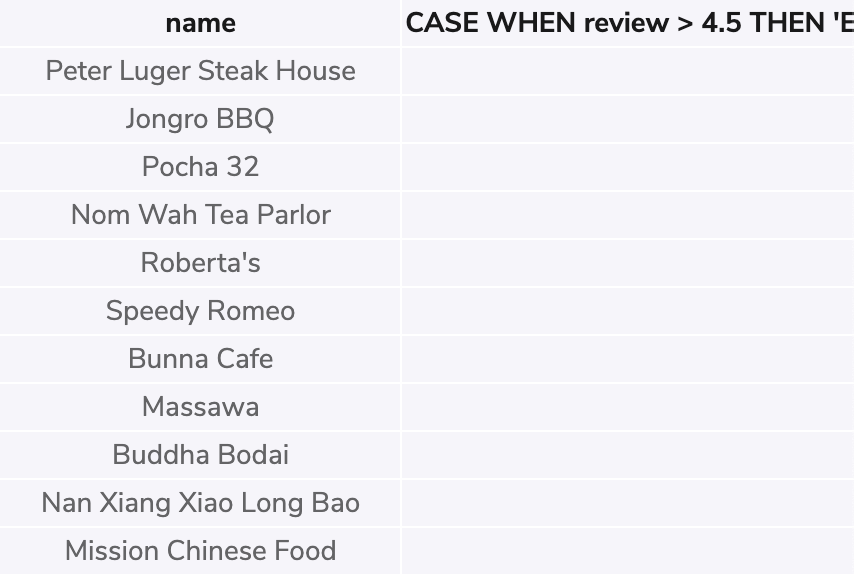 name CASE WHEN review > 4.5 THEN 'E
Peter Luger Steak House
Jongro BBQ
Pocha 32
Nom Wah Tea Parlor
Roberta's
Speedy Romeo
Bunna Cafe
Massawa
Buddha Bodai
Nan Xiang Xiao Long Bao
Mission Chinese Food